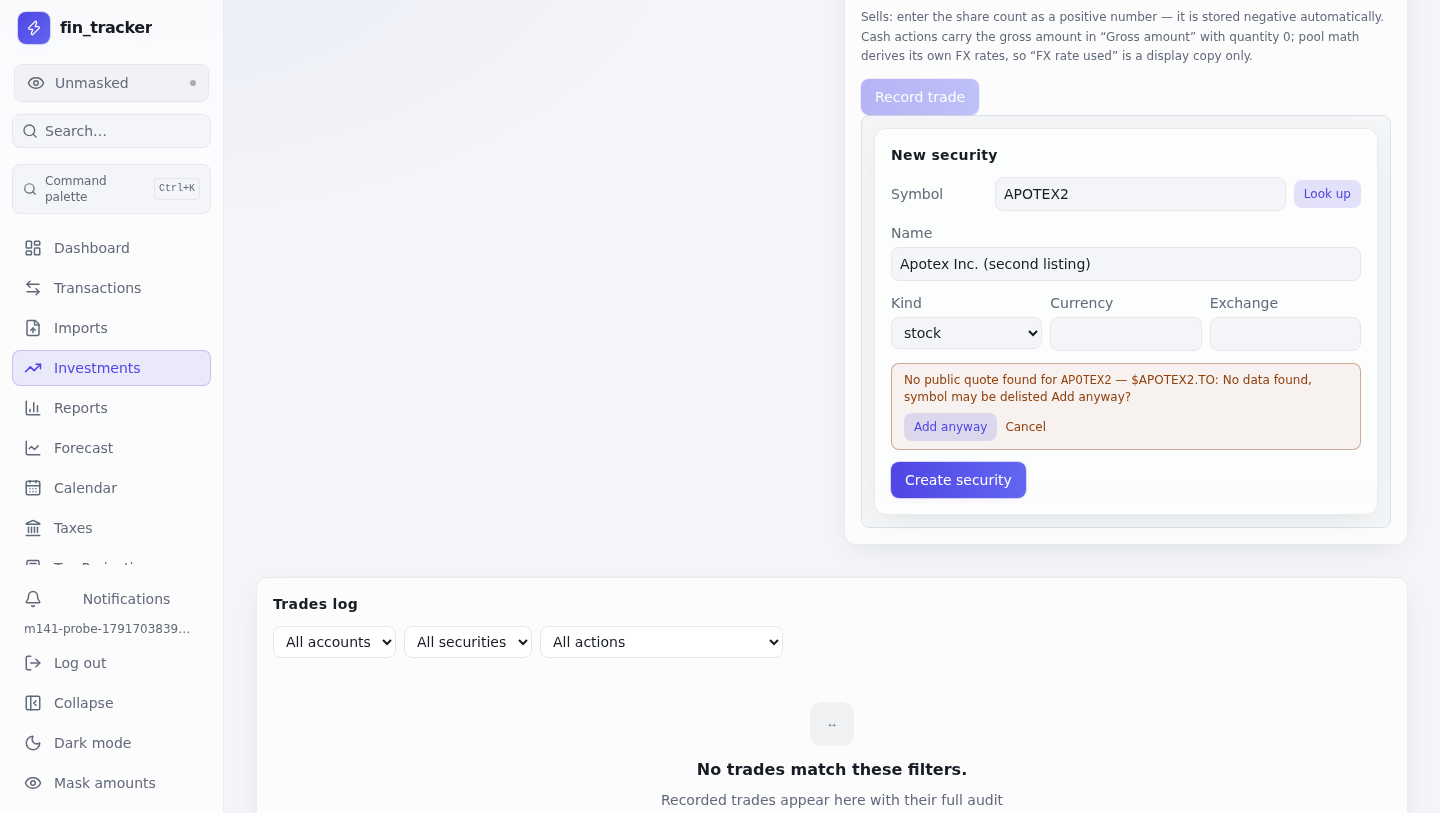 fin_tracker
Unmasked
Search…
Command palette
Ctrl+K
Dashboard
Transactions
Imports
Investments
Reports
Forecast
Calendar
Taxes
Notifications
m141-probe-1791703839…
Log out
Collapse
Dark mode
Mask amounts
Sells: enter the share count as a positive number — it is stored negative automatically.
Cash actions carry the gross amount in “Gross amount” with quantity 0; pool math
derives its own FX rates, so “FX rate used” is a display copy only.
Record trade
New security
Symbol
APOTEX2
Look up
Name
Apotex Inc. (second listing)
Kind
Currency
Exchange
stock
No public quote found for APOTEX2 — $APOTEX2.TO: No data found,
symbol may be delisted Add anyway?
Add anyway
Cancel
Create security
Trades log
All accounts
All securities
All actions
No trades match these filters.
Recorded trades appear here with their full audit